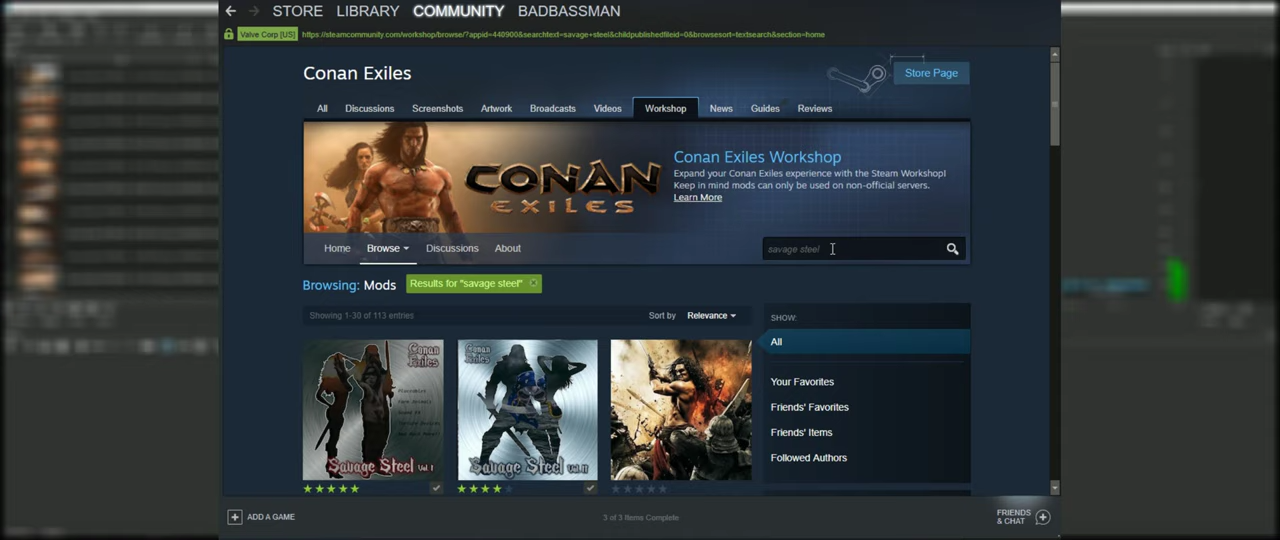 STORE LIBRARY COMMUNITY BADBASSMAN
Valve Corp [US] https://steamcommunity.com/workshop/browse/?appid=440900&searchtext=savage+steel&childpublishedfileid=0&browsesort=textsearch&section=home
Conan Exiles
Store Page
All Discussions Screenshots Artwork Broadcasts Videos Workshop News Guides Reviews
CONAN
EXILES
Conan Exiles Workshop
Expand your Conan Exiles experience with the Steam Workshop!
Keep in mind mods can only be used on non-official servers.
Learn More
Home Browse Discussions About
savage steel
Browsing: Mods Results for "savage steel"
Showing 1-30 of 113 entries
Sort by Relevance
SHOW:
All
Your Favorites
Friends' Favorites
Friends' Items
Followed Authors
Conan
Exiles
Savage Steel Vol.I
Conan
Exiles
Savage Steel Vol.II
ADD A GAME
3 of 3 Items Complete
FRIENDS
& CHAT